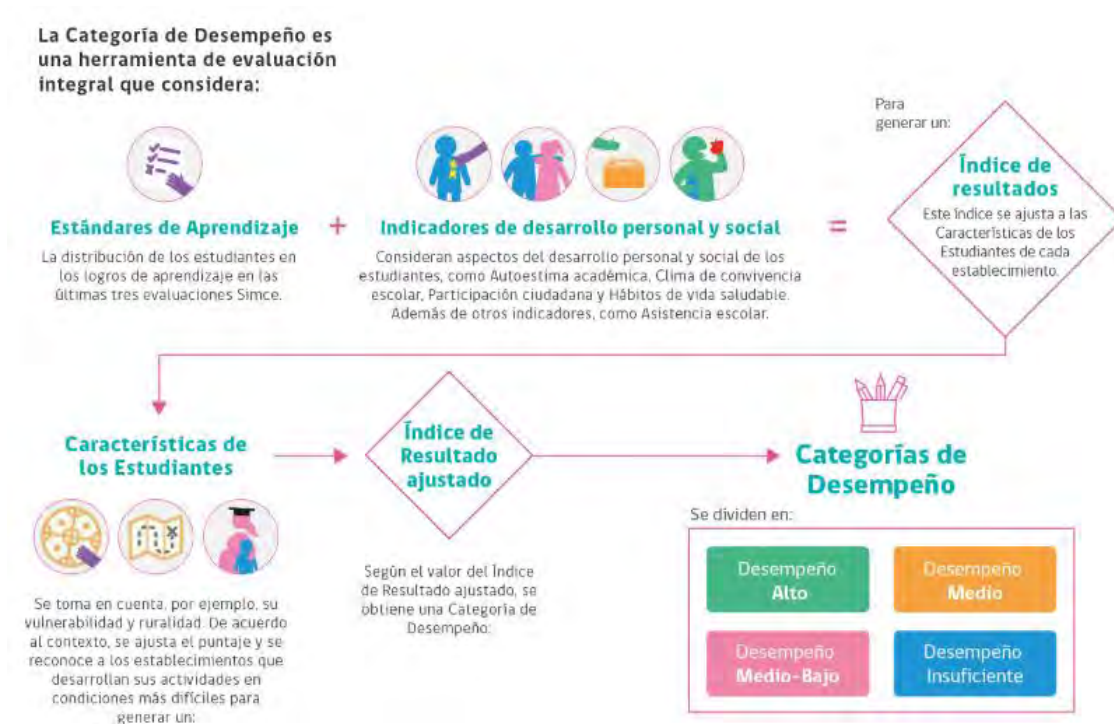 La Categoría de Desempeño es
una herramienta de evaluación
integral que considera:
Estándares de Aprendizaje
La distribución de los estudiantes en
los logros de aprendizaje en las
últimas tres evaluaciones Simce.
+
Indicadores de desarrollo personal y social
Consideran aspectos del desarrollo personal y social de los
estudiantes, como Autoestima académica, Clima de convivencia
escolar, Participación ciudadana y Hábitos de vida saludable.
Además de otros indicadores, como Asistencia escolar.
=
Para
generar un:
Índice de
resultados
Este índice se ajusta a las
Características de los
Estudiantes de cada
establecimiento.
Características de
los Estudiantes
Se toma en cuenta, por ejemplo, su
vulnerabilidad y ruralidad. De acuerdo
al contexto, se ajusta el puntaje y se
reconoce a los establecimientos que
desarrollan sus actividades en
condiciones más difíciles para
generar un:
Índice de
Resultado
ajustado
Según el valor del Índice
de Resultado ajustado, se
obtiene una Categoría de
Desempeño:
Categorías de
Desempeño
Se dividen en:
Desempeño
Alto
Desempeño
Medio
Desempeño
Medio-Bajo
Desempeño
Insuficiente